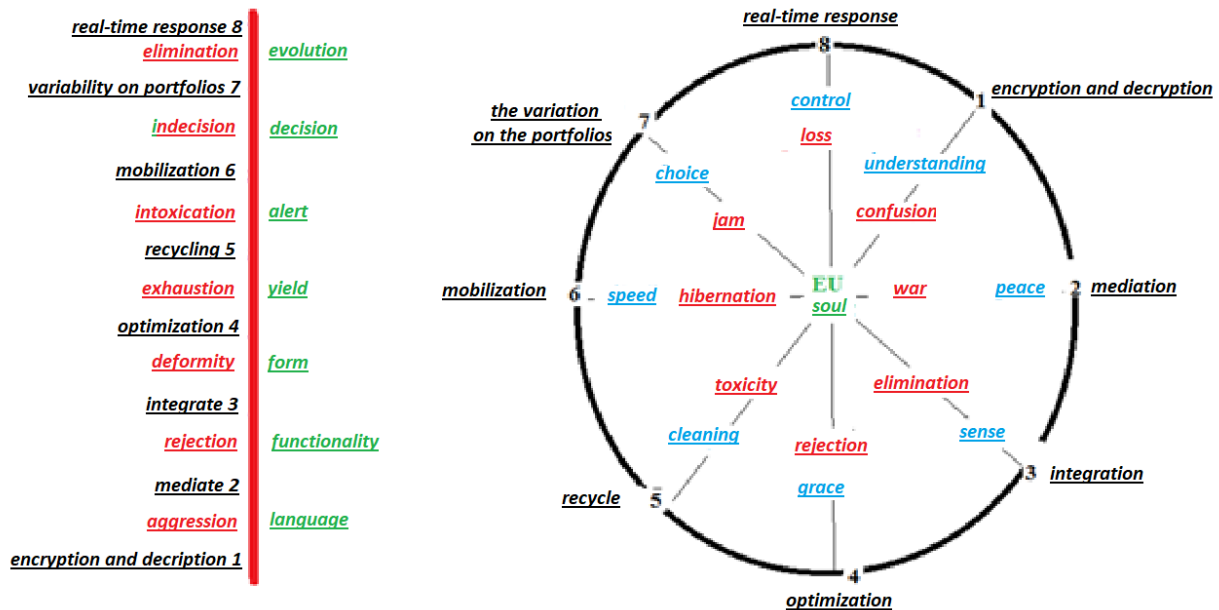 real-time response 8
elimination evolution
variability on portfolios 7
indecision decision
mobilization 6
intoxication alert
recycling 5
exhaustion yield
optimization 4
deformity form
integrate 3
rejection functionality
mediate 2
aggression language
encryption and decription 1
real-time response
8
control
loss
1
encryption and decryption
understanding
confusion
the variation
on the portfolios
7
choice
jam
mobilization
6
speed
hibernation
EU
soul
war
peace
2
mediation
toxicity
cleaning
recycle
5
elimination
sense
3
integration
rejection
grace
4
optimization